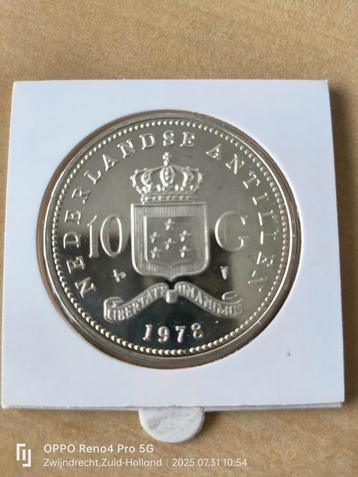 NEDERLANDSE ANTILLEN
10 G
LIBERTATE UNANIMUS
1978
OPPO Reno4 Pro 5G
Zwijndrecht,Zuid-Holland | 2025.07.31 10:54